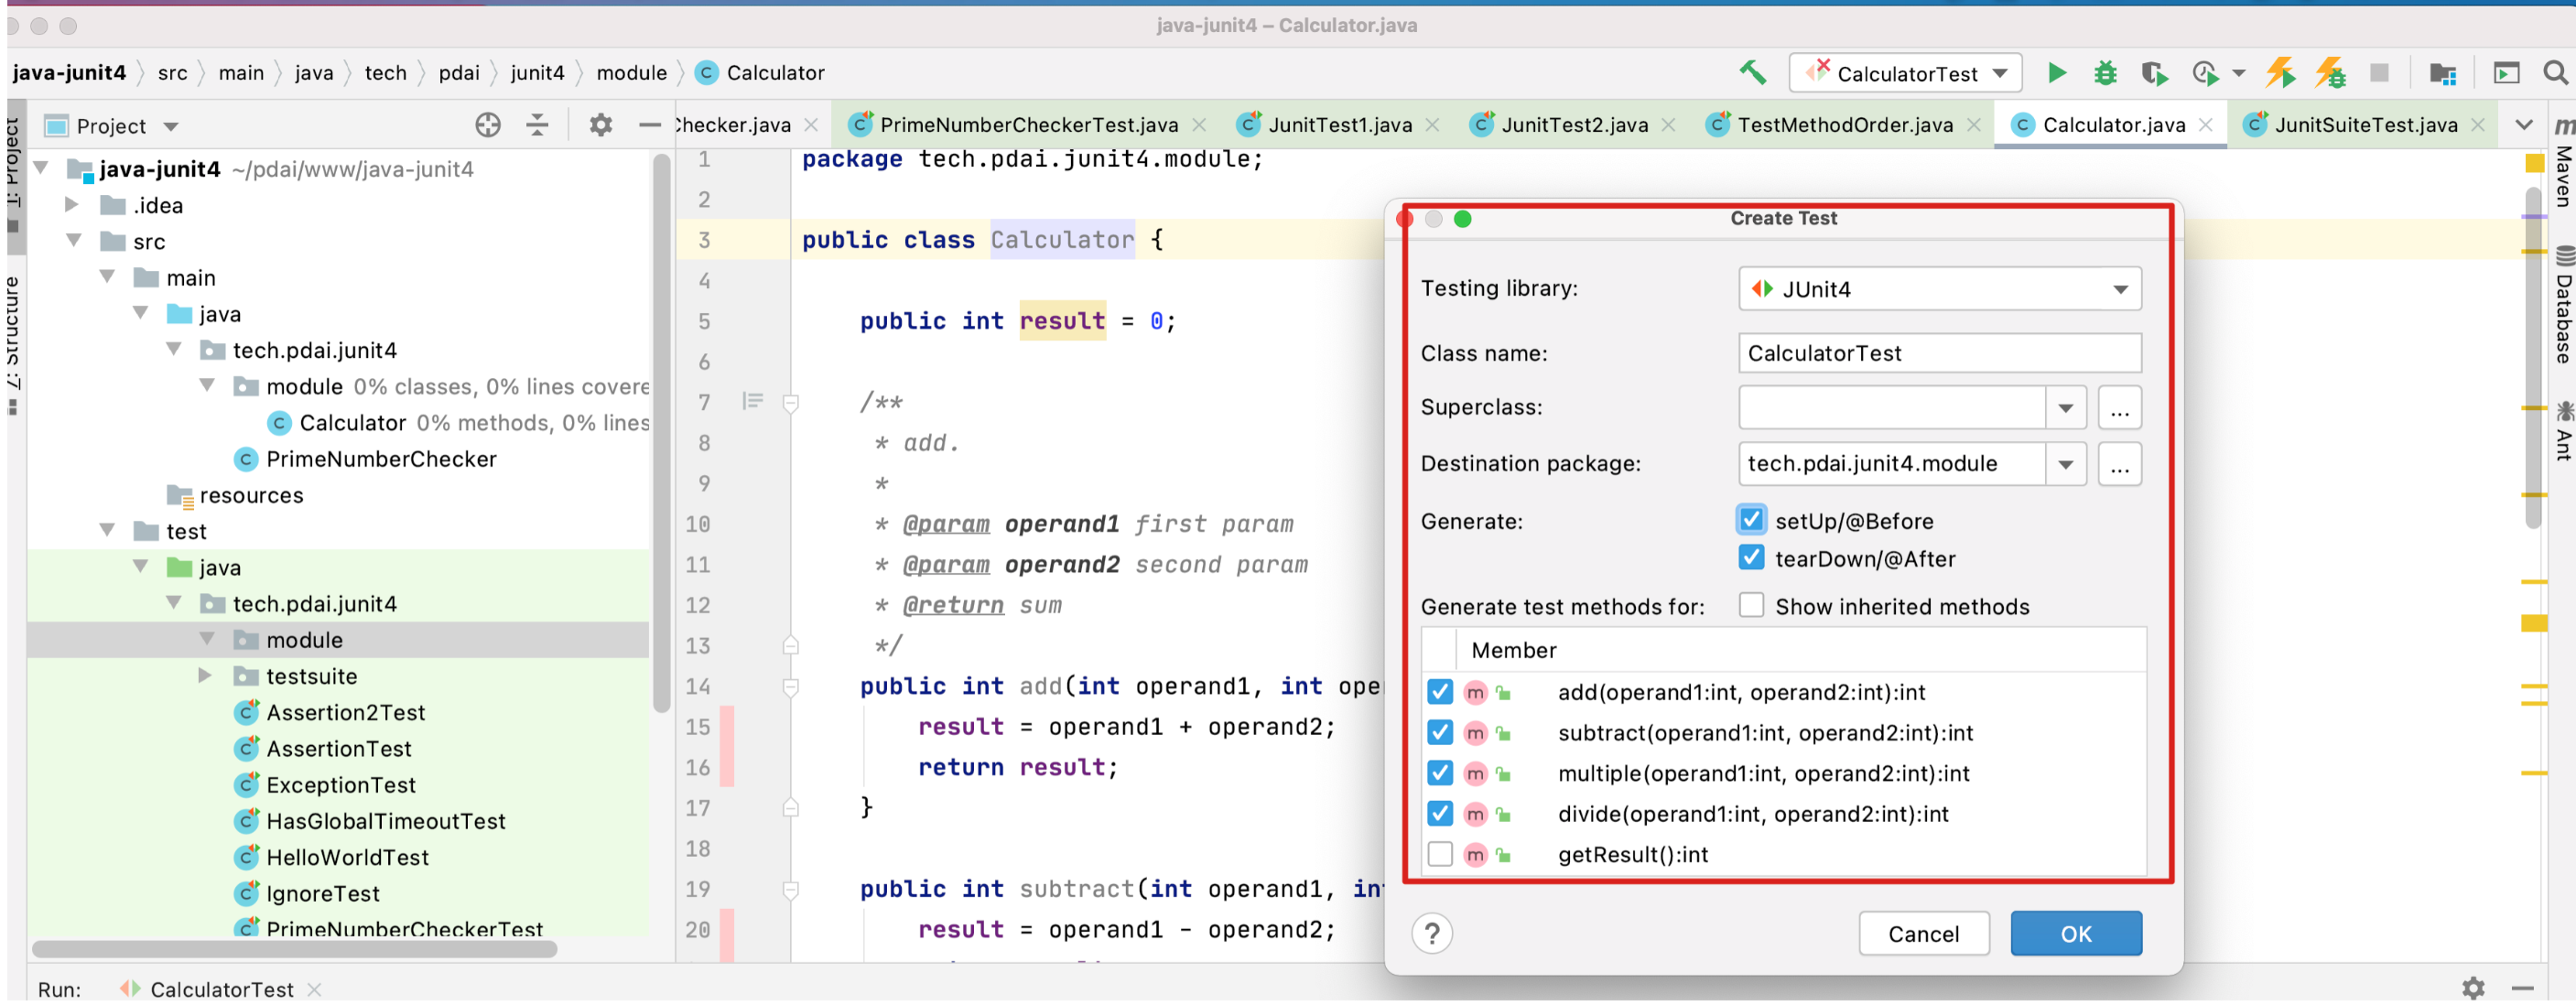 java-junit4 – Calculator.java
java-junit4 src main java tech pdai junit4 module Calculator CalculatorTest
Project Checker.java PrimeNumberCheckerTest.java JunitTest1.java JunitTest2.java TestMethodOrder.java Calculator.java JunitSuiteTest.java
java-junit4 ~/pdai/www/java-junit4
.idea
src
main
java
tech.pdai.junit4
module 0% classes, 0% lines covere
Calculator 0% methods, 0% lines
PrimeNumberChecker
resources
test
java
tech.pdai.junit4
module
testsuite
Assertion2Test
AssertionTest
ExceptionTest
HasGlobalTimeoutTest
HelloWorldTest
IgnoreTest
PrimeNumberCheckerTest
7: Structure
1 package tech.pdai.junit4.module;
2
3 public class Calculator {
4
5 public int result = 0;
6
7 /**
8 * add.
9 *
10 * @param operand1 first param
11 * @param operand2 second param
12 * @return sum
13 */
14 public int add(int operand1, int ope
15 result = operand1 + operand2;
16 return result;
17 }
18
19 public int subtract(int operand1, int
20 result = operand1 - operand2;
Create Test
Testing library: JUnit4
Class name: CalculatorTest
Superclass: ...
Destination package: tech.pdai.junit4.module ...
Generate: setUp/@Before
tearDown/@After
Generate test methods for: Show inherited methods
Member
m add(operand1:int, operand2:int):int
m subtract(operand1:int, operand2:int):int
m multiple(operand1:int, operand2:int):int
m divide(operand1:int, operand2:int):int
m getResult():int
? Cancel OK
m Maven
Database
Ant
Run: CalculatorTest